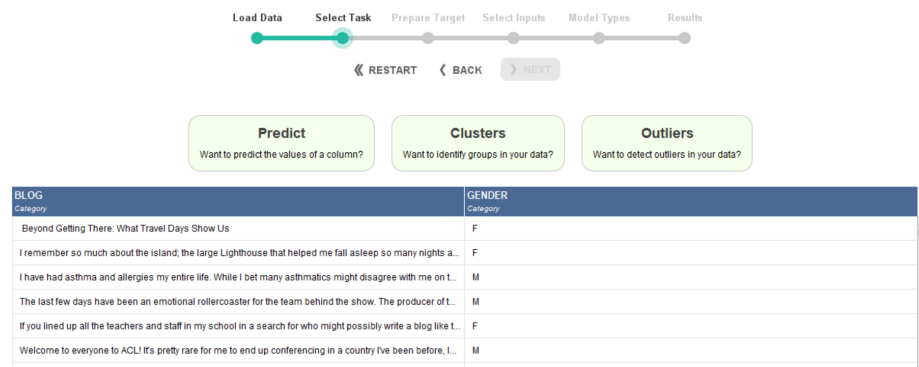 Load Data Select Task Prepare Target Select Inputs Model Types Results
RESTART BACK NEXT
Predict Clusters Outliers
Want to predict the values of a column? Want to identify groups in your data? Want to detect outliers in your data?
BLOG GENDER
Category Category
Beyond Getting There: What Travel Days Show Us F
I remember so much about the island; the large Lighthouse that helped me fall asleep so many nights a... F
I have had asthma and allergies my entire life. While I bet many asthmatics might disagree with me on t... M
The last few days have been an emotional rollercoaster for the team behind the show. The producer of t... M
If you lined up all the teachers and staff in my school in a search for who might possibly write a blog like t... F
Welcome to everyone to ACL! It's pretty rare for me to end up conferencing in a country I've been before, I... M